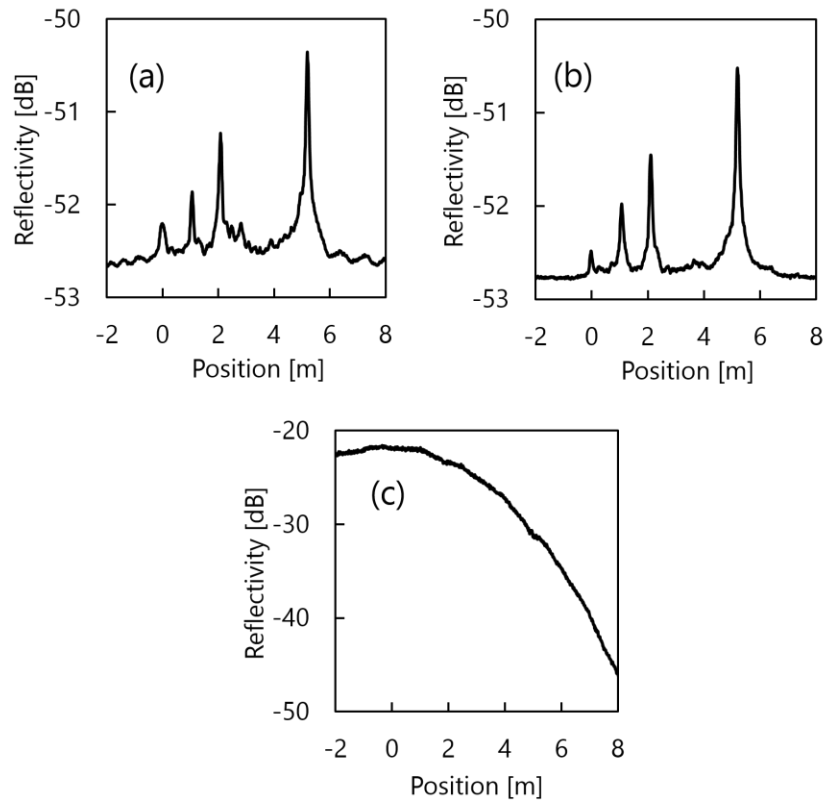 (a)
Reflectivity [dB]
-50
-51
-52
-53
-2 0 2 4 6 8
Position [m]
(b)
Reflectivity [dB]
-50
-51
-52
-53
-2 0 2 4 6 8
Position [m]
(c)
Reflectivity [dB]
-20
-30
-40
-50
-2 0 2 4 6 8
Position [m]